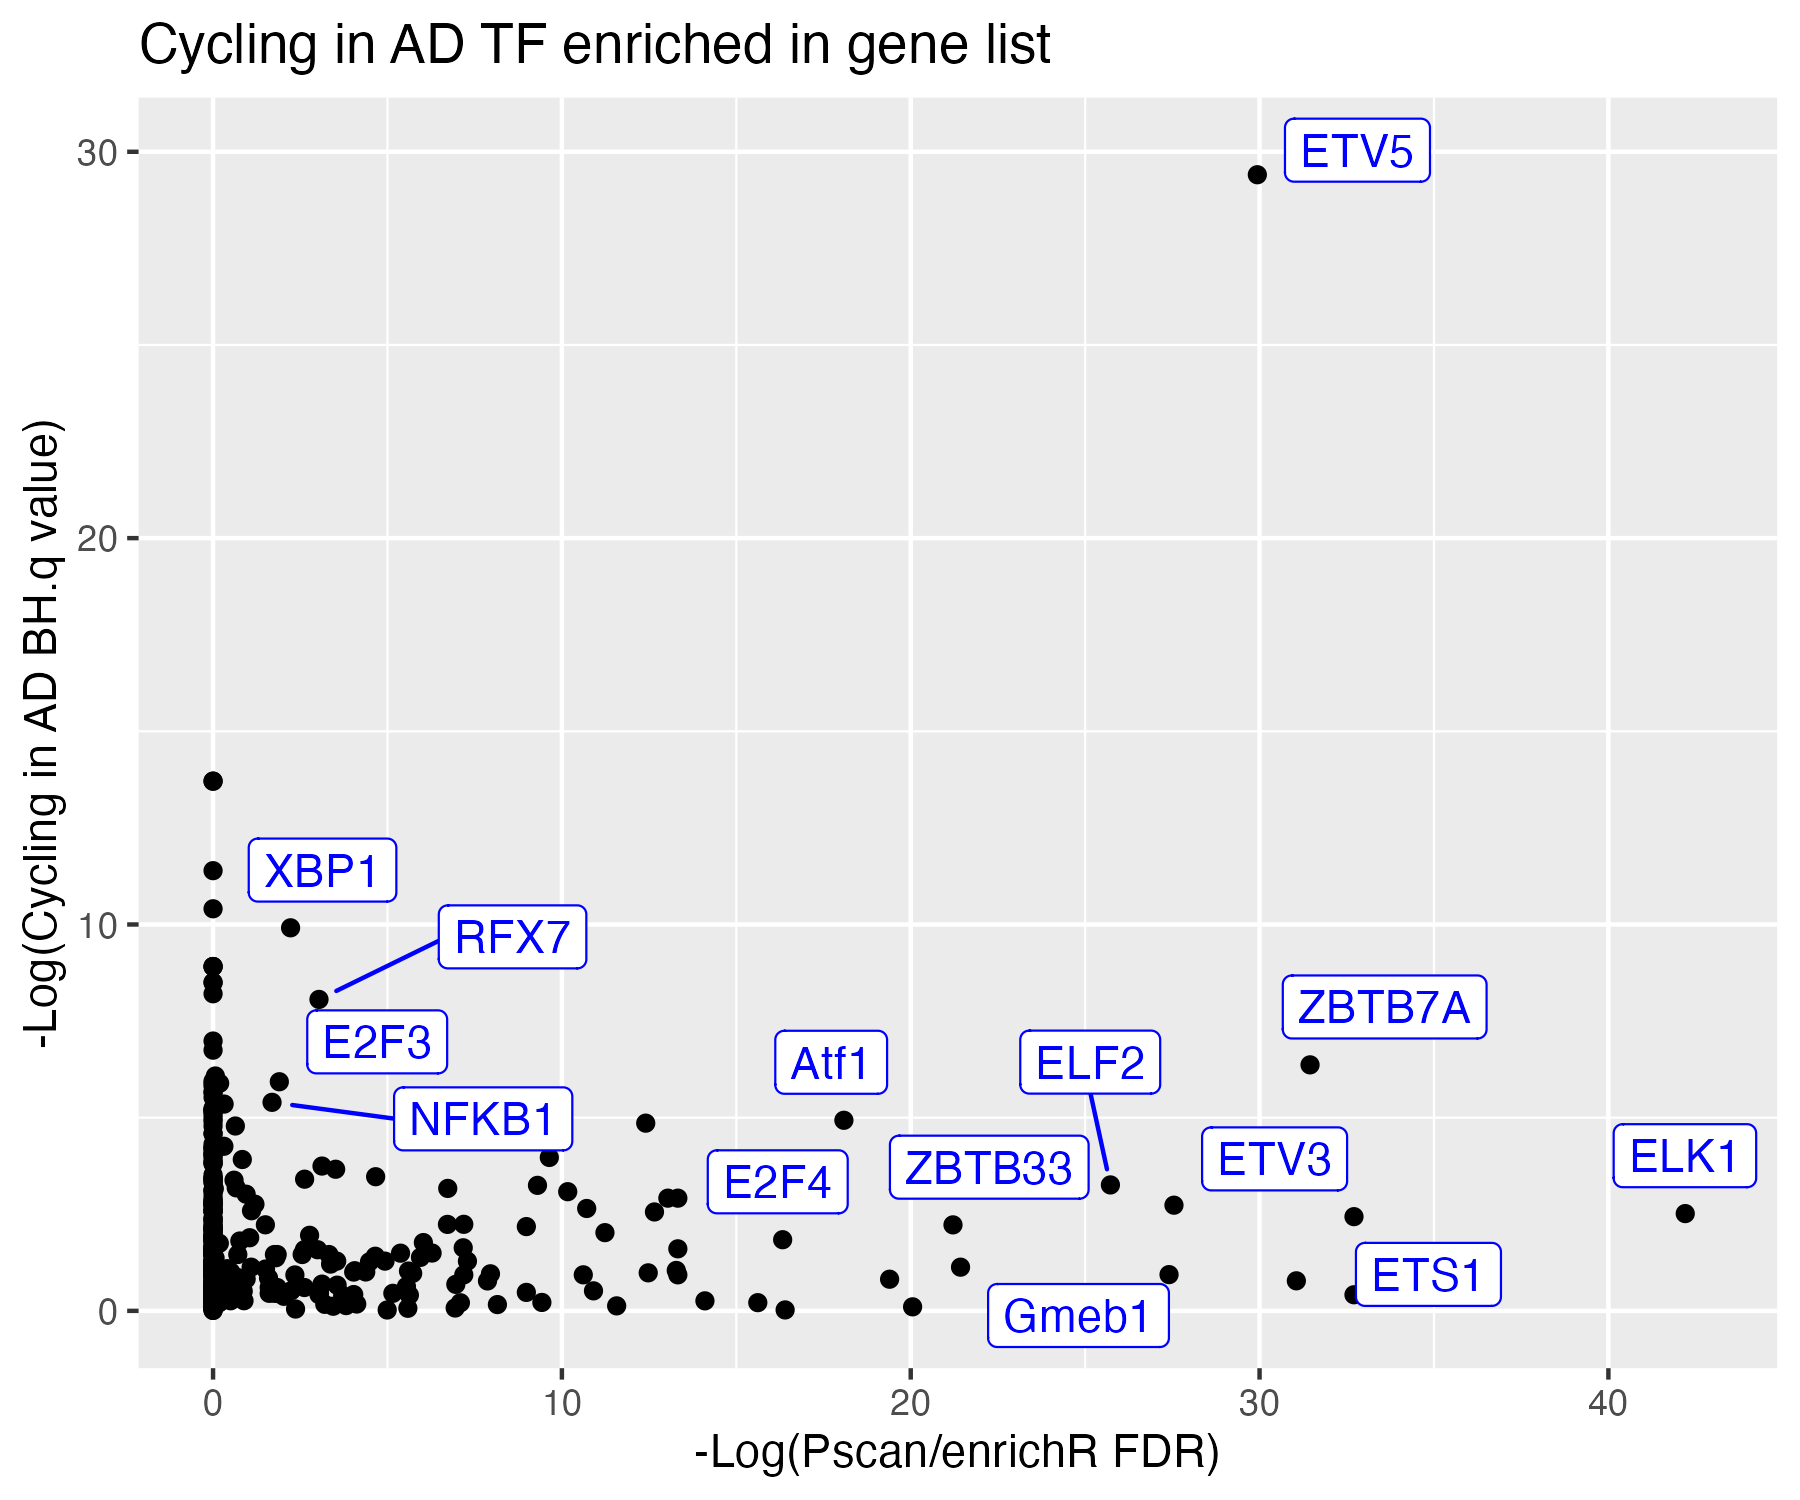 Cycling in AD TF enriched in gene list
-Log(Cycling in AD BH.q value)
30
20
10
0
ETV5
XBP1
RFX7
E2F3
NFKB1
Atf1
ELF2
ZBTB7A
E2F4
ZBTB33
ETV3
ELK1
Gmeb1
ETS1
0 10 20 30 40
-Log(Pscan/enrichR FDR)